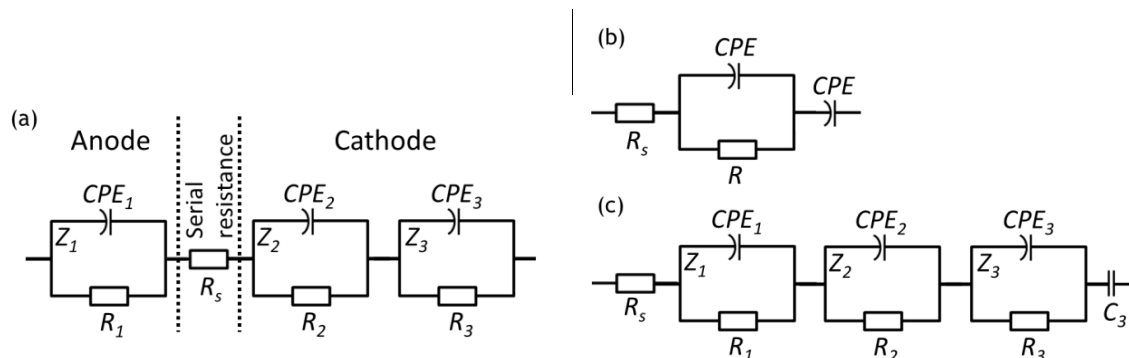 (a)
Anode
Serial
resistance
Cathode
CPE1
Z1
R1
Rs
CPE2
Z2
R2
CPE3
Z3
R3
(b)
CPE
CPE
Rs
R
(c)
CPE1
CPE2
CPE3
Z1
Z2
Z3
Rs
R1
R2
R3
C3